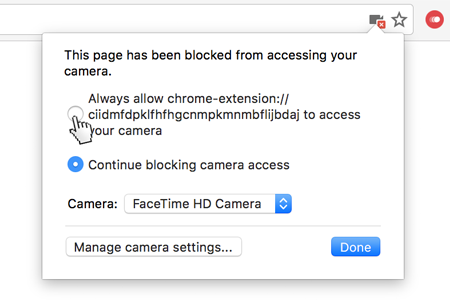 This page has been blocked from accessing your
camera.
Always allow chrome-extension://
ciidmfdpklfhfhgcnmpkmnmbflijbdaj to access
your camera
Continue blocking camera access
Camera: FaceTime HD Camera
Manage camera settings... Done